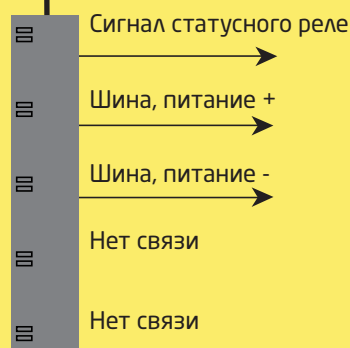 Сигнал статусного реле
Шина, питание +
Шина, питание -
Нет связи
Нет связи